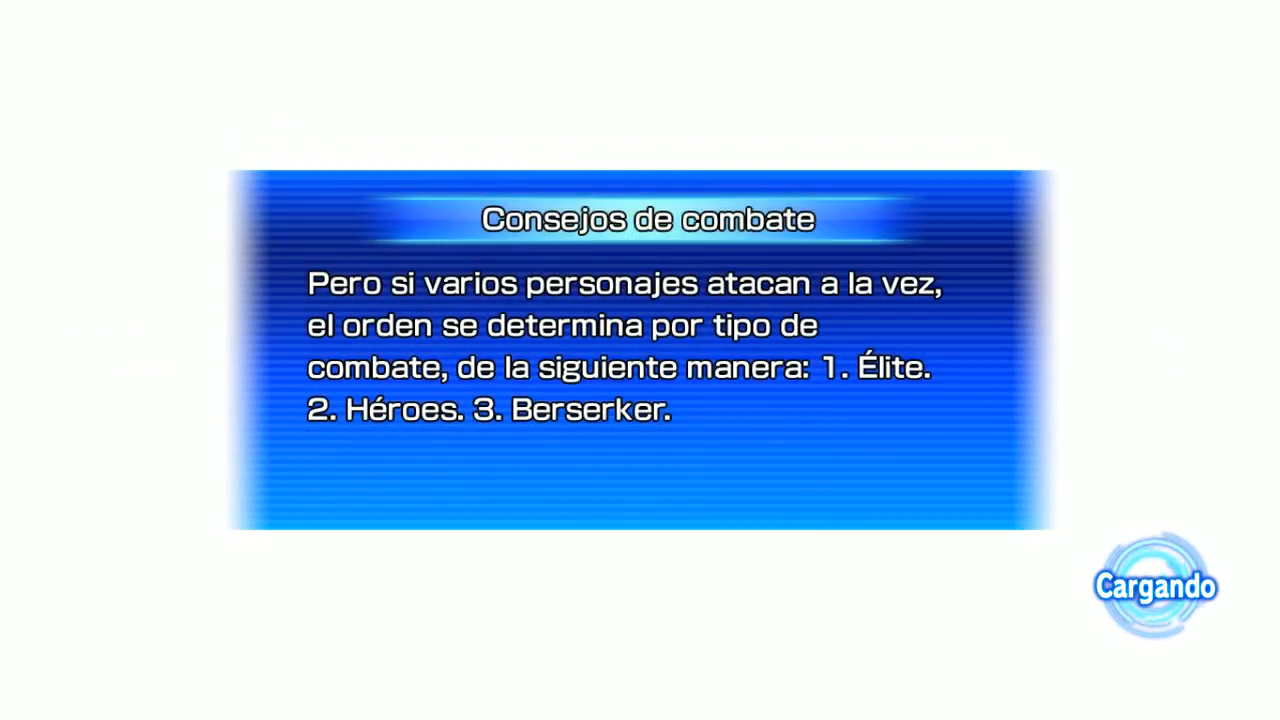 Consejos de combate
Pero si varios personajes atacan a la vez,
el orden se determina por tipo de
combate, de la siguiente manera: 1. Élite.
2. Héroes. 3. Berserker.
Cargando